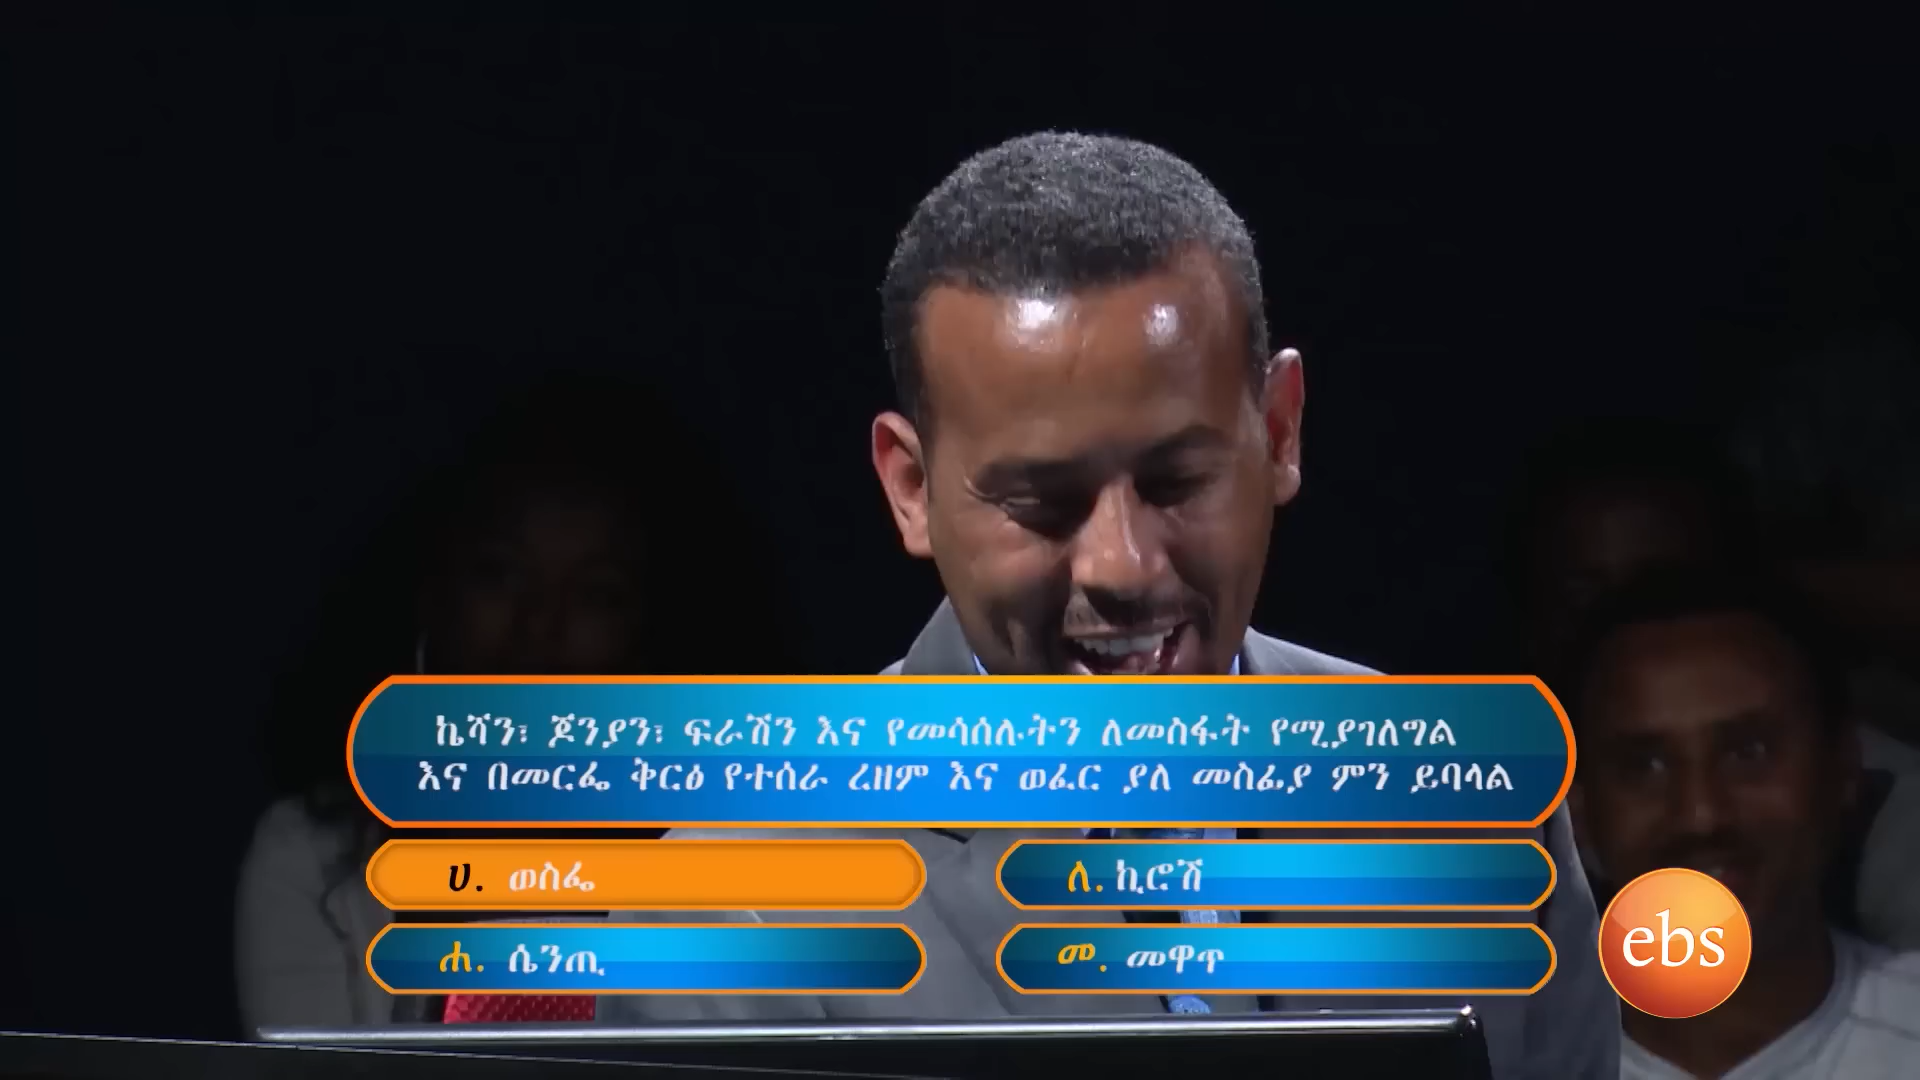 ኬሻን፣ ጆንያን፣ ፍራሽን እና የመሳሰሉትን ለመስፋት የሚያገለግል
እና በመርፌ ቅርፅ የተሰራ ረዘም እና ወፈር ያለ መስፊያ ምን ይባላል
ሀ. ወስፌ
ለ. ኪሮሽ
ሐ. ሴንጢ
መ. መዋጥ
ebs